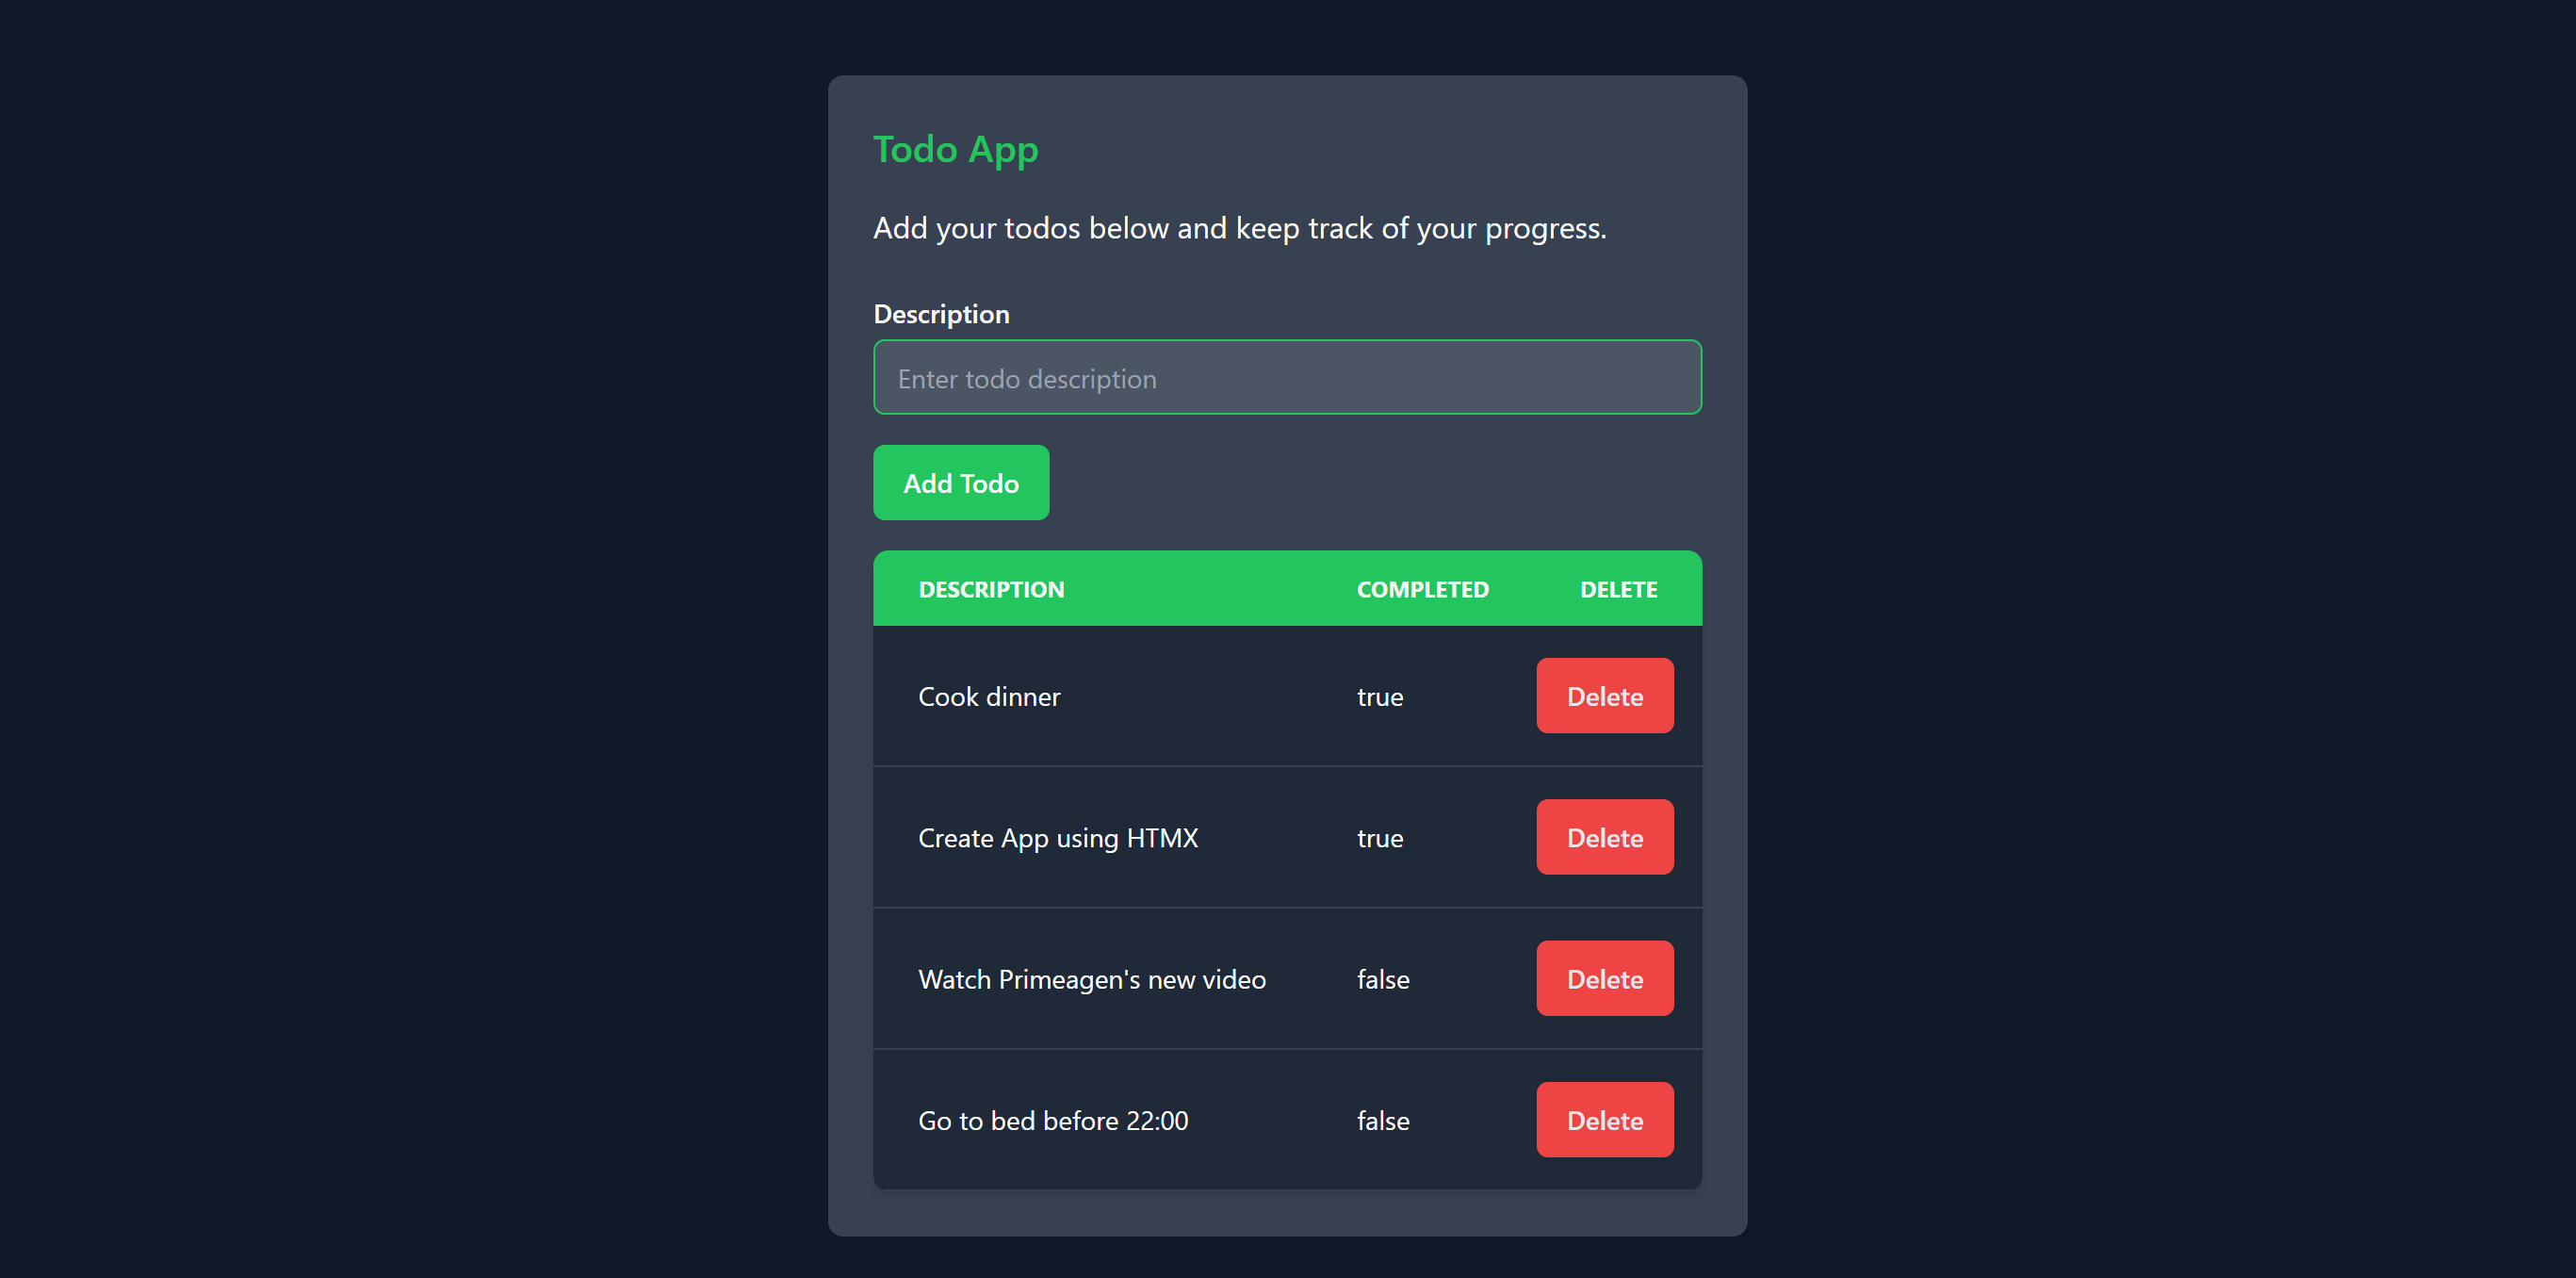 Todo App
Add your todos below and keep track of your progress.
Description
Enter todo description
Add Todo
DESCRIPTION COMPLETED DELETE
Cook dinner true Delete
Create App using HTMX true Delete
Watch Primeagen's new video false Delete
Go to bed before 22:00 false Delete